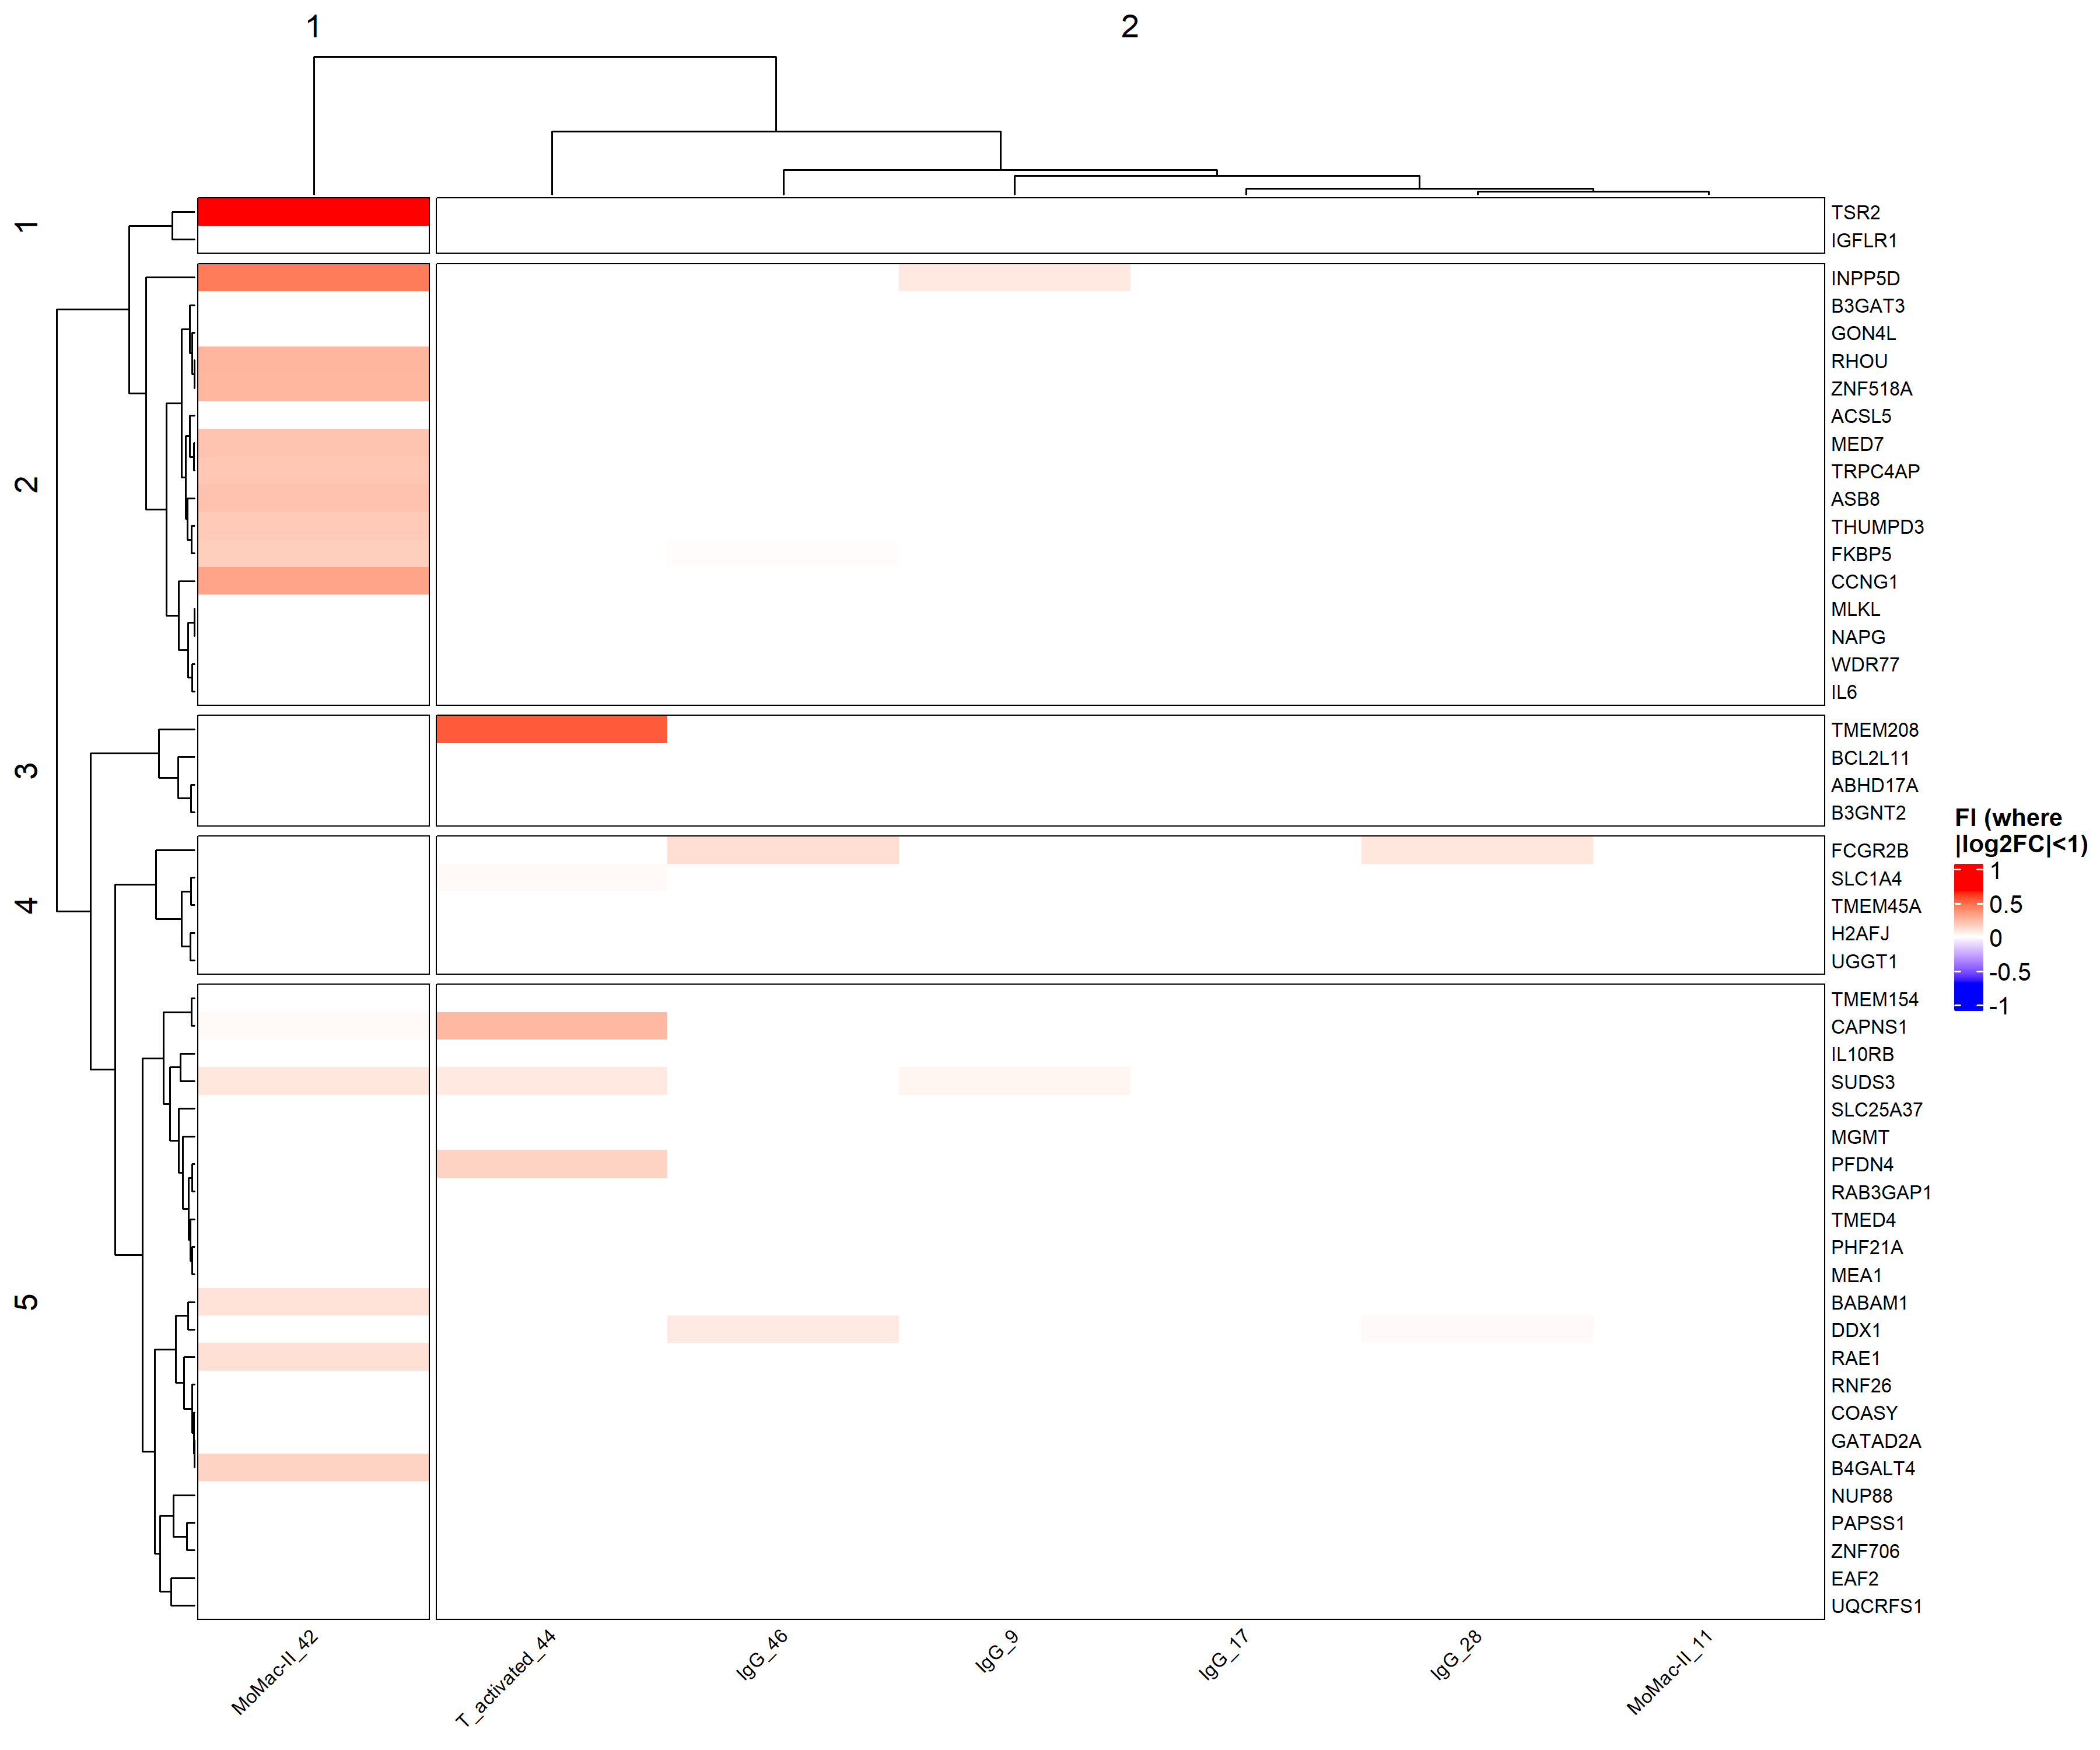 1
2
1
2
3
4
5
TSR2
IGFLR1
INPP5D
B3GAT3
GON4L
RHOU
ZNF518A
ACSL5
MED7
TRPC4AP
ASB8
THUMPD3
FKBP5
CCNG1
MLKL
NAPG
WDR77
IL6
TMEM208
BCL2L11
ABHD17A
B3GNT2
FCGR2B
SLC1A4
TMEM45A
H2AFJ
UGGT1
TMEM154
CAPNS1
IL10RB
SUDS3
SLC25A37
MGMT
PFDN4
RAB3GAP1
TMED4
PHF21A
MEA1
BABAM1
DDX1
RAE1
RNF26
COASY
GATAD2A
B4GALT4
NUP88
PAPSS1
ZNF706
EAF2
UQCRFS1
FI (where
|log2FC|<1)
1
0.5
0
-0.5
-1
MoMac-II_42
T_activated_44
IgG_46
IgG_9
IgG_17
IgG_28
MoMac-II_11